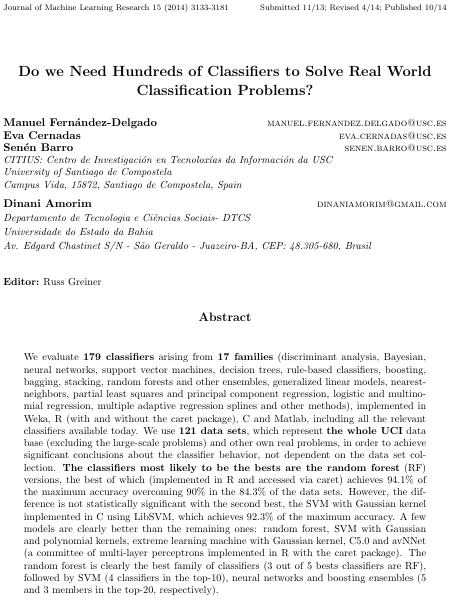 Journal of Machine Learning Research 15 (2014) 3133-3181 Submitted 11/13; Revised 4/14; Published 10/14
Do we Need Hundreds of Classifiers to Solve Real World
Classification Problems?
Manuel Fernández-Delgado manuel.fernandez.delgado@usc.es
Eva Cernadas eva.cernadas@usc.es
Senén Barro senen.barro@usc.es
CITIUS: Centro de Investigación en Tecnoloxías da Información da USC
University of Santiago de Compostela
Campus Vida, 15872, Santiago de Compostela, Spain
Dinani Amorim dinaniamorim@gmail.com
Departamento de Tecnologia e Ciências Sociais- DTCS
Universidade do Estado da Bahia
Av. Edgard Chastinet S/N - São Geraldo - Juazeiro-BA, CEP: 48.305-680, Brasil
Editor: Russ Greiner
Abstract
We evaluate 179 classifiers arising from 17 families (discriminant analysis, Bayesian,
neural networks, support vector machines, decision trees, rule-based classifiers, boosting,
bagging, stacking, random forests and other ensembles, generalized linear models, nearest-
neighbors, partial least squares and principal component regression, logistic and multino-
mial regression, multiple adaptive regression splines and other methods), implemented in
Weka, R (with and without the caret package), C and Matlab, including all the relevant
classifiers available today. We use 121 data sets, which represent the whole UCI data
base (excluding the large-scale problems) and other own real problems, in order to achieve
significant conclusions about the classifier behavior, not dependent on the data set col-
lection. The classifiers most likely to be the bests are the random forest (RF)
versions, the best of which (implemented in R and accessed via caret) achieves 94.1% of
the maximum accuracy overcoming 90% in the 84.3% of the data sets. However, the dif-
ference is not statistically significant with the second best, the SVM with Gaussian kernel
implemented in C using LibSVM, which achieves 92.3% of the maximum accuracy. A few
models are clearly better than the remaining ones: random forest, SVM with Gaussian
and polynomial kernels, extreme learning machine with Gaussian kernel, C5.0 and avNNet
(a committee of multi-layer perceptrons implemented in R with the caret package). The
random forest is clearly the best family of classifiers (3 out of 5 bests classifiers are RF),
followed by SVM (4 classifiers in the top-10), neural networks and boosting ensembles (5
and 3 members in the top-20, respectively).